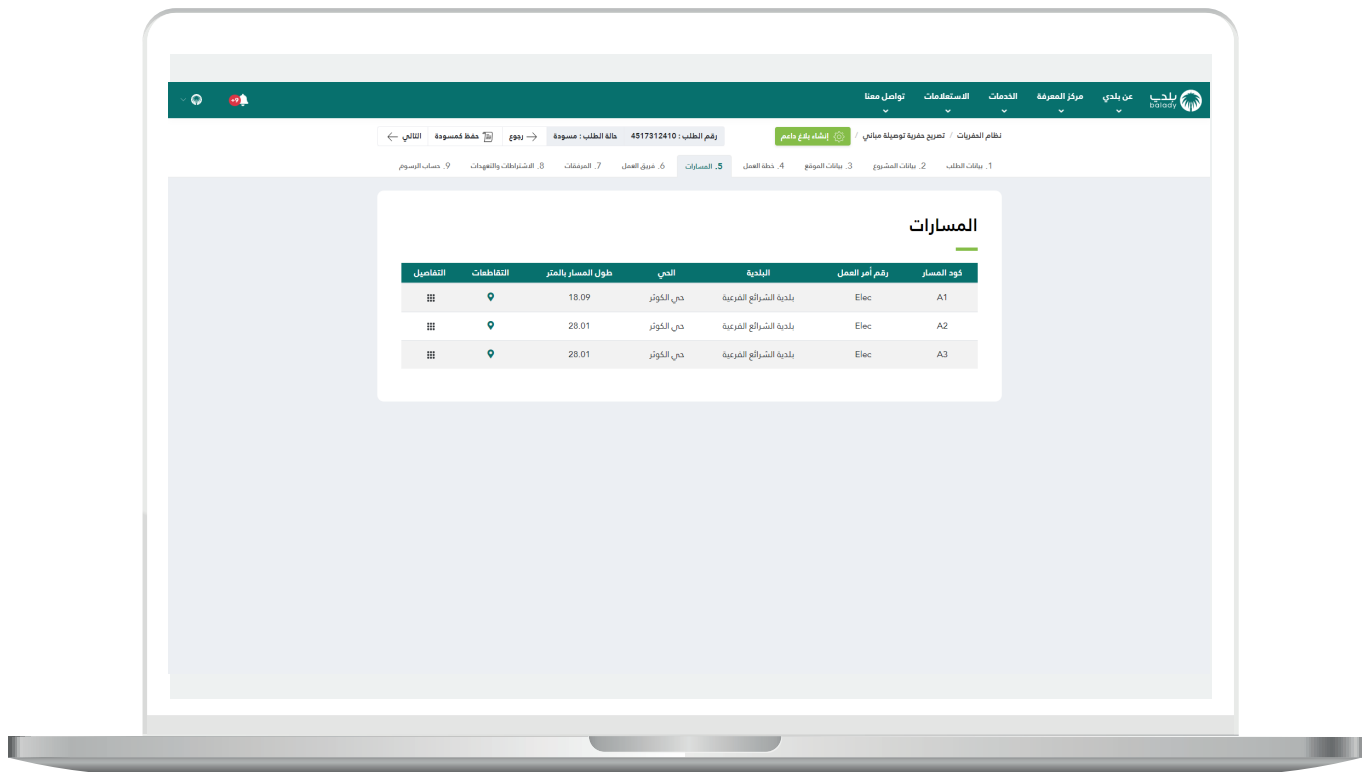 بلدي balady عن بلدي مركز المعرفة الخدمات الاستعلامات تواصل معنا +9
نظام الحفريات / تصريح حفرية توصيلة مباني / إنشاء بلاغ داعم رقم الطلب : 4517312410 حالة الطلب : مسودة رجوع حفظ كمسودة التالي
1. بيانات الطلب 2. بيانات المشروع 3. بيانات الموقع 4. خطة العمل 5. المسارات 6. فريق العمل 7. المرفقات 8. الاشتراطات والتعهدات 9. حساب الرسوم
المسارات
كود المسار رقم أمر العمل البلدية الحي طول المسار بالمتر التقاطعات التفاصيل
A1 Elec بلدية الشرائع الفرعية حي الكوثر 18.09
A2 Elec بلدية الشرائع الفرعية حي الكوثر 28.01
A3 Elec بلدية الشرائع الفرعية حي الكوثر 28.01